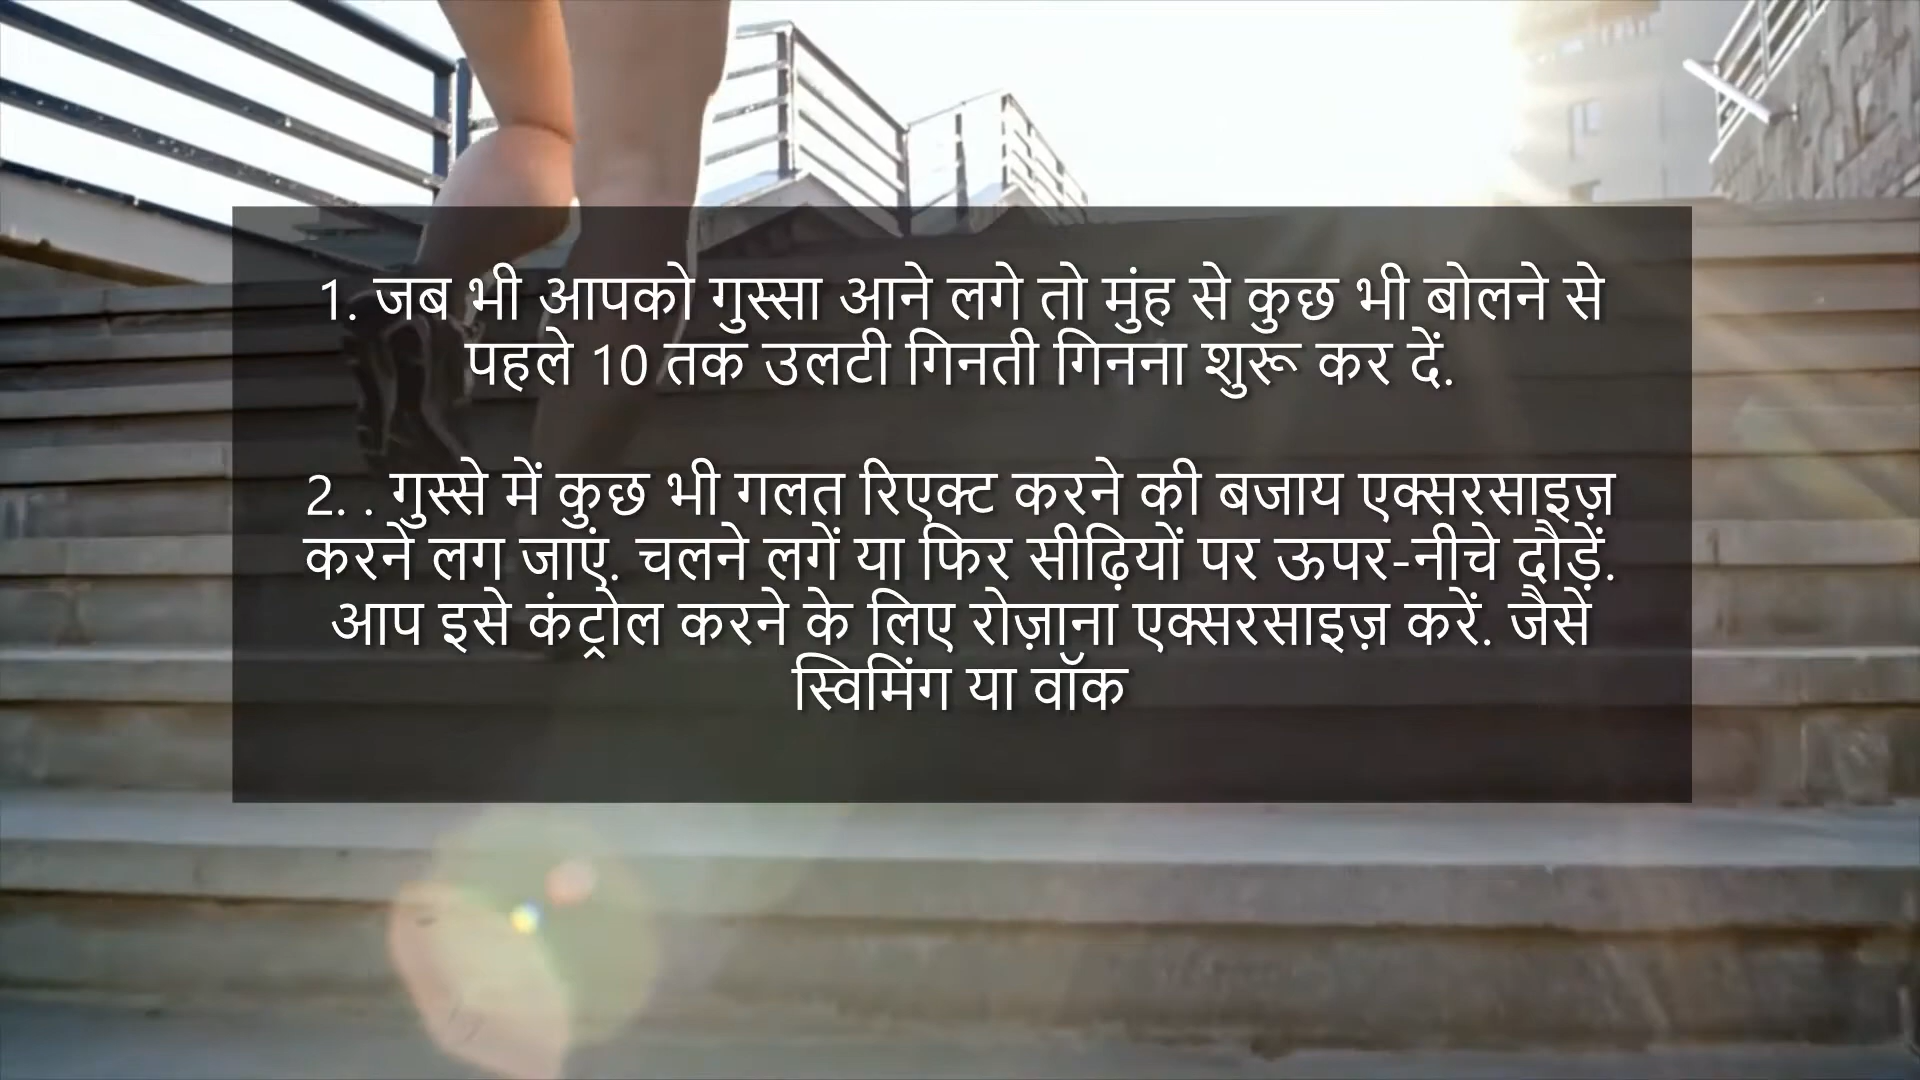 1. जब भी आपको गुस्सा आने लगे तो मुंह से कुछ भी बोलने से
पहले 10 तक उलटी गिनती गिनना शुरू कर दें.
2. . गुस्से में कुछ भी गलत रिएक्ट करने की बजाय एक्सरसाइज़
करने लग जाएं. चलने लगें या फिर सीढ़ियों पर ऊपर-नीचे दौड़ें.
आप इसे कंट्रोल करने के लिए रोज़ाना एक्सरसाइज़ करें. जैसे
स्विमिंग या वॉक